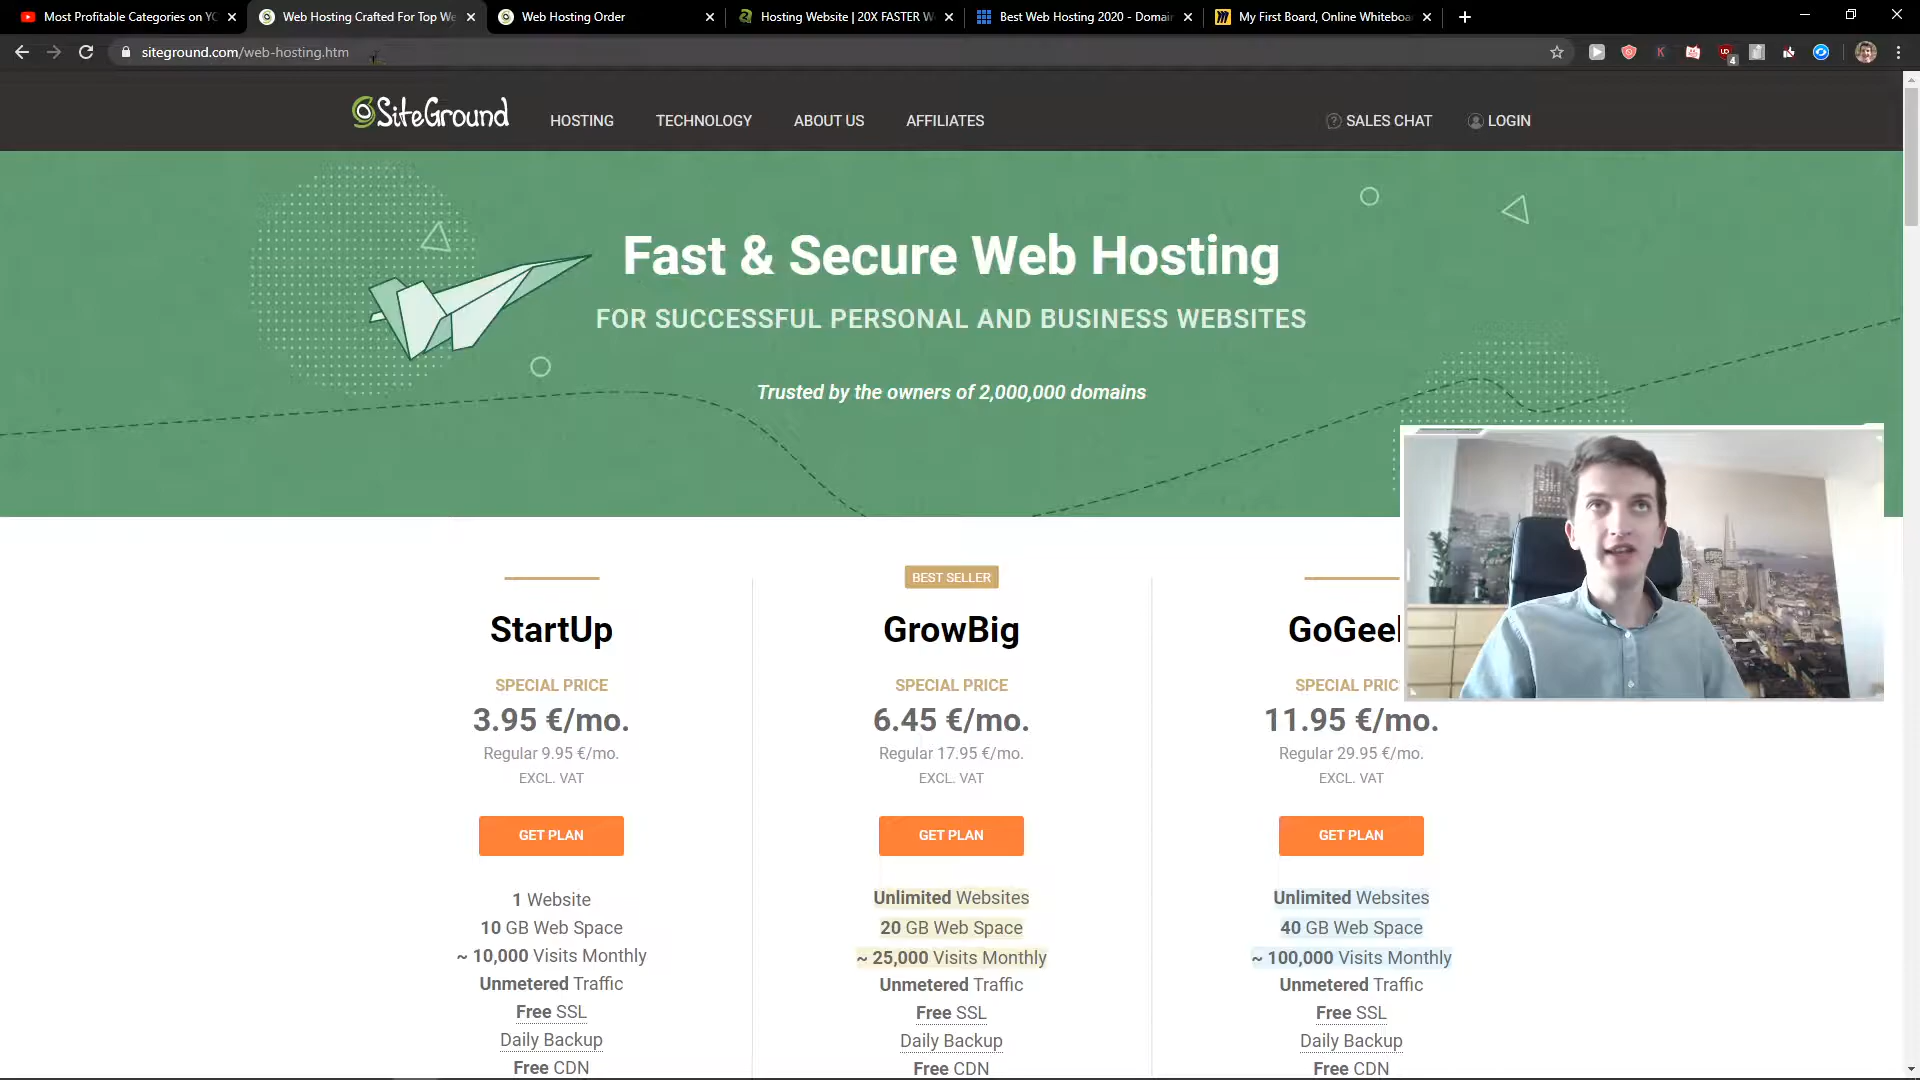 Most Profitable Categories on YO
Web Hosting Crafted For Top We
Web Hosting Order
Hosting Website | 20X FASTER W
Best Web Hosting 2020 - Domain
My First Board, Online Whiteboa
siteground.com/web-hosting.htm
4
SiteGround
HOSTING
TECHNOLOGY
ABOUT US
AFFILIATES
SALES CHAT
LOGIN
Fast & Secure Web Hosting
FOR SUCCESSFUL PERSONAL AND BUSINESS WEBSITES
Trusted by the owners of 2,000,000 domains
StartUp
SPECIAL PRICE
3.95 €/mo.
Regular 9.95 €/mo.
EXCL. VAT
GET PLAN
1 Website
10 GB Web Space
~ 10,000 Visits Monthly
Unmetered Traffic
Free SSL
Daily Backup
Free CDN
BEST SELLER
GrowBig
SPECIAL PRICE
6.45 €/mo.
Regular 17.95 €/mo.
EXCL. VAT
GET PLAN
Unlimited Websites
20 GB Web Space
~ 25,000 Visits Monthly
Unmetered Traffic
Free SSL
Daily Backup
Free CDN
GoGeek
SPECIAL PRIC
11.95 €/mo.
Regular 29.95 €/mo.
EXCL. VAT
GET PLAN
Unlimited Websites
40 GB Web Space
~ 100,000 Visits Monthly
Unmetered Traffic
Free SSL
Daily Backup
Free CDN